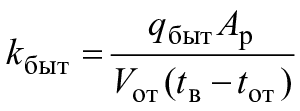 k_быт = q_быт A_р / V_от (t_в – t_от)